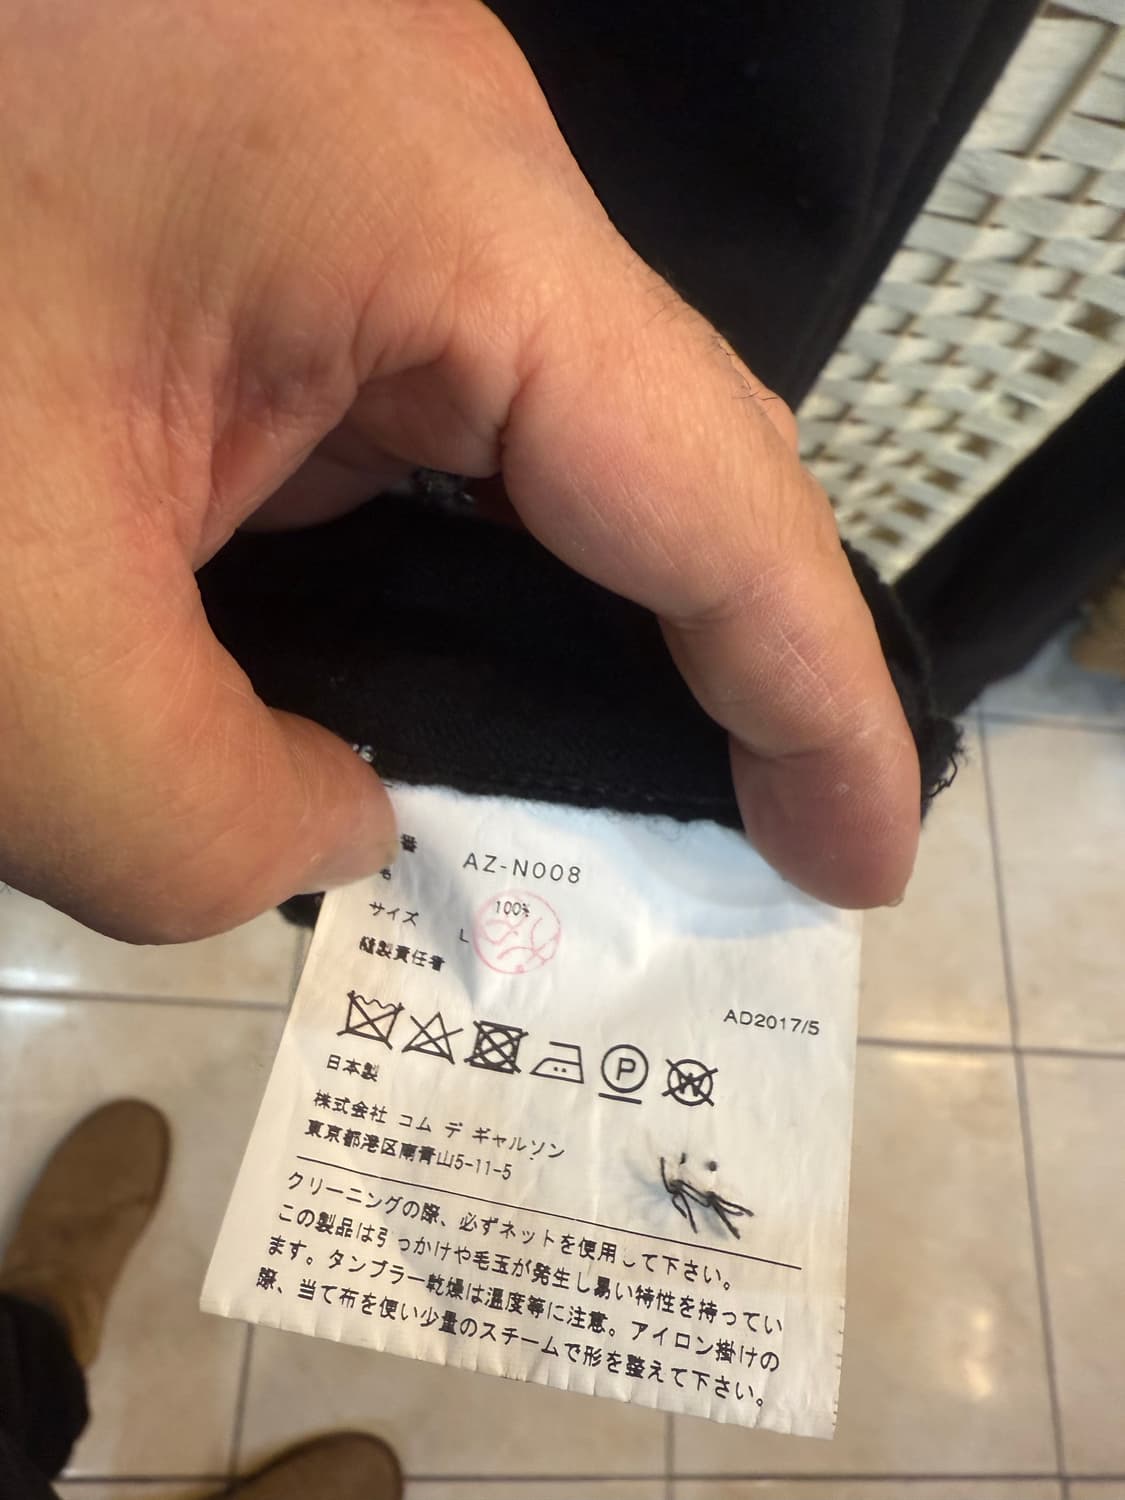 番 AZ-N008
名 100%
サイズ L
縫製責任者
AD2017/5
P
W
日本製
株式会社 コム デ ギャルソン
東京都港区南青山5-11-5
クリーニングの際、必ずネットを使用して下さい。
この製品は引っかけや毛玉が発生し易い特性を持ってい
ます。タンブラー乾燥は温度等に注意。アイロン掛けの
際、当て布を使い少量のスチームで形を整えて下さい。